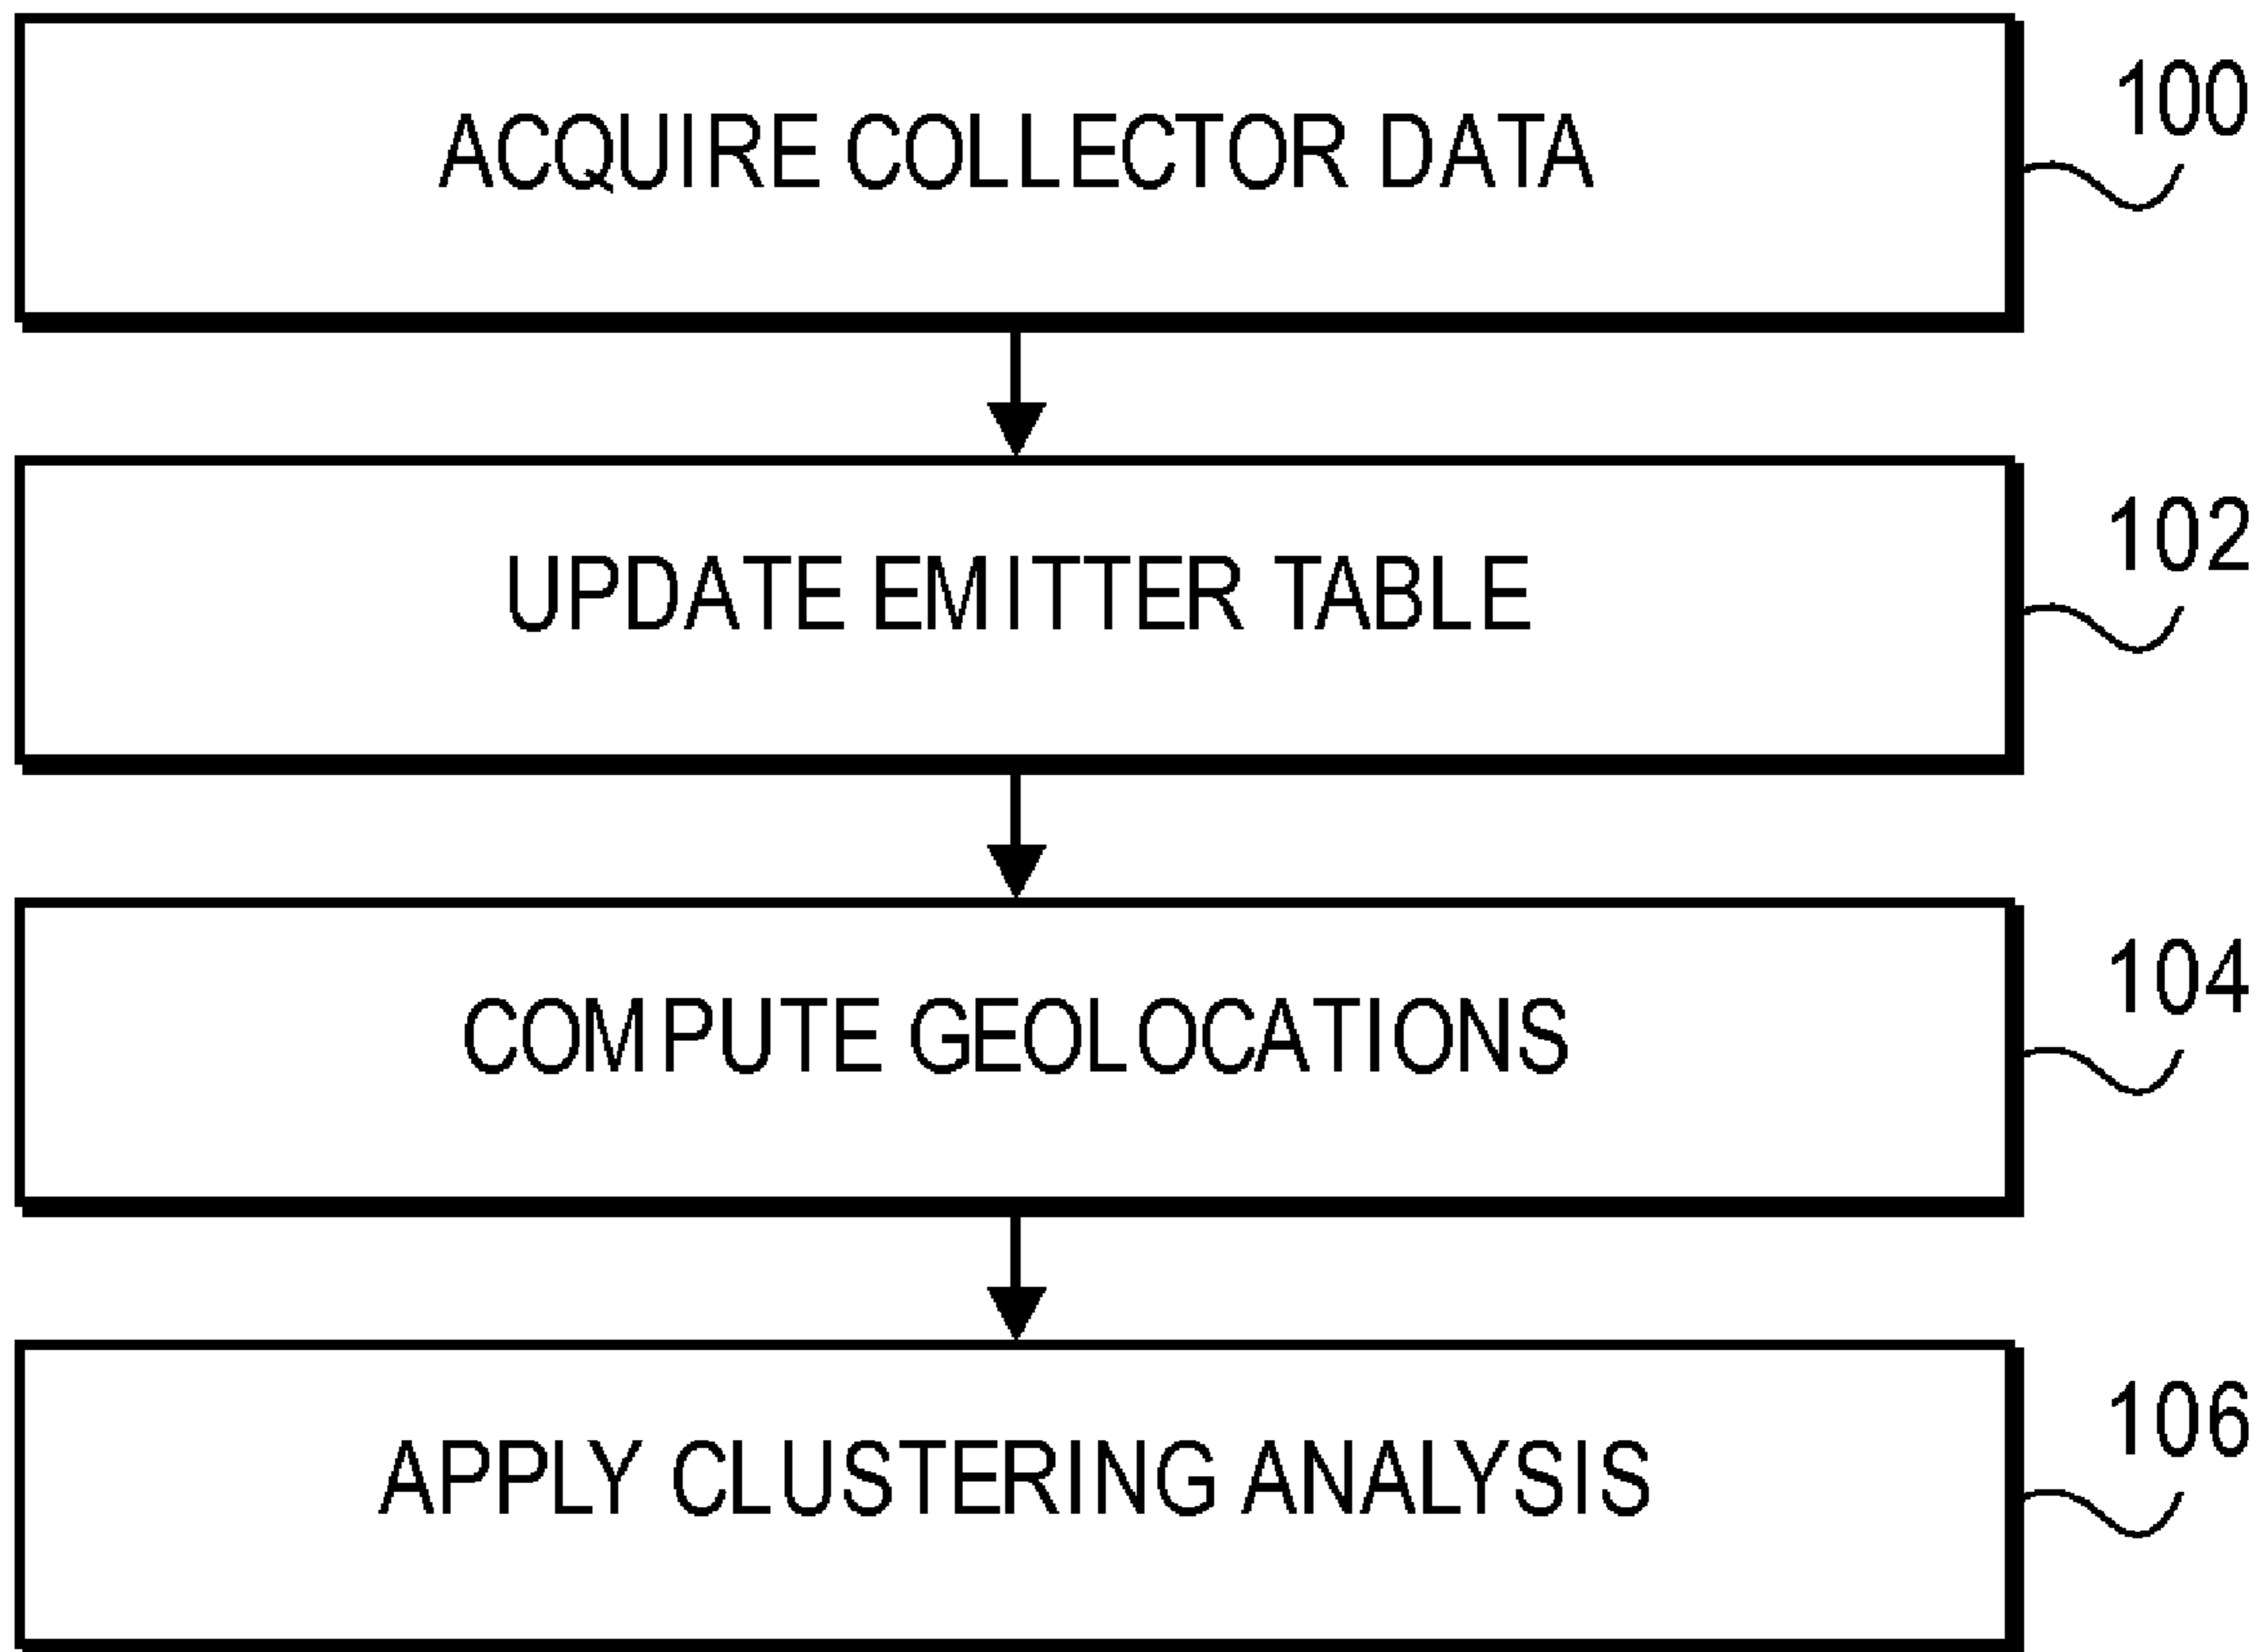 ACQUIRE COLLECTOR DATA
100
UPDATE EMITTER TABLE
102
COMPUTE GEOLOCATIONS
104
APPLY CLUSTERING ANALYSIS
106